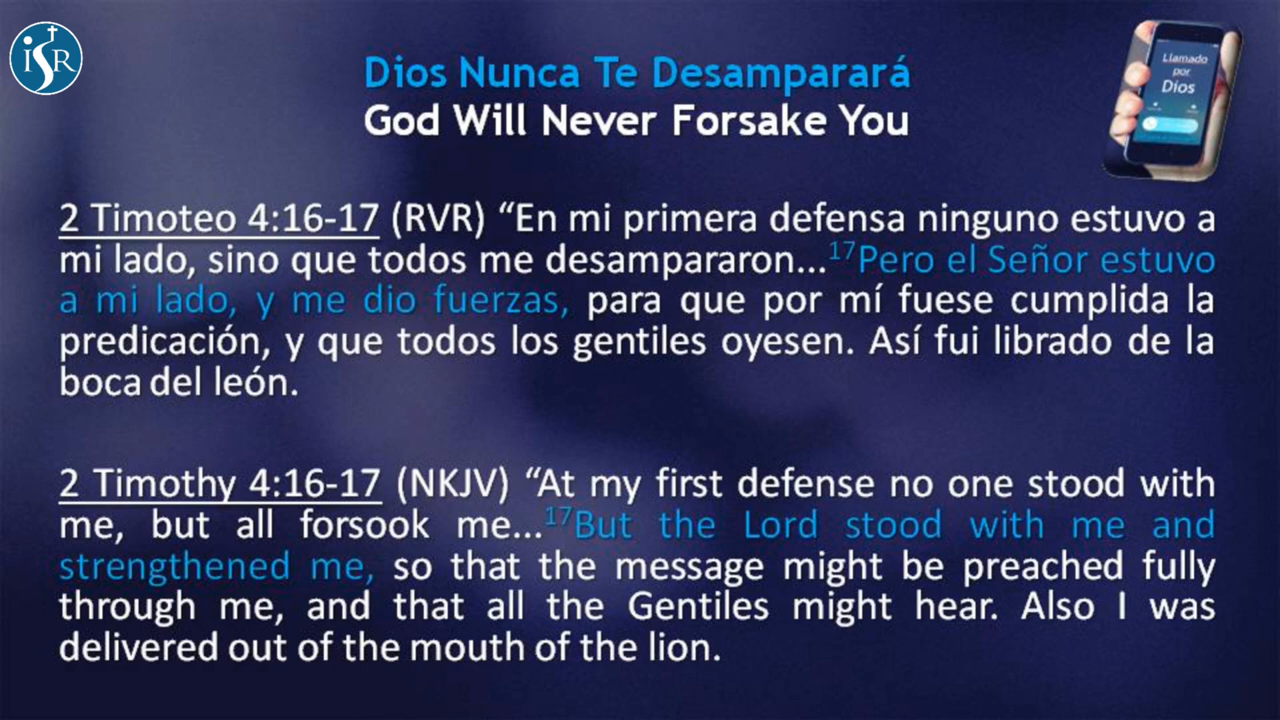 iSR
Dios Nunca Te Desamparará
God Will Never Forsake You
Llamado
por
Dios
2 Timoteo 4:16-17 (RVR) “En mi primera defensa ninguno estuvo a
mi lado, sino que todos me desampararon...17Pero el Señor estuvo
a mi lado, y me dio fuerzas, para que por mí fuese cumplida la
predicación, y que todos los gentiles oyesen. Así fui librado de la
boca del león.
2 Timothy 4:16-17 (NKJV) “At my first defense no one stood with
me, but all forsook me...17But the Lord stood with me and
strengthened me, so that the message might be preached fully
through me, and that all the Gentiles might hear. Also I was
delivered out of the mouth of the lion.